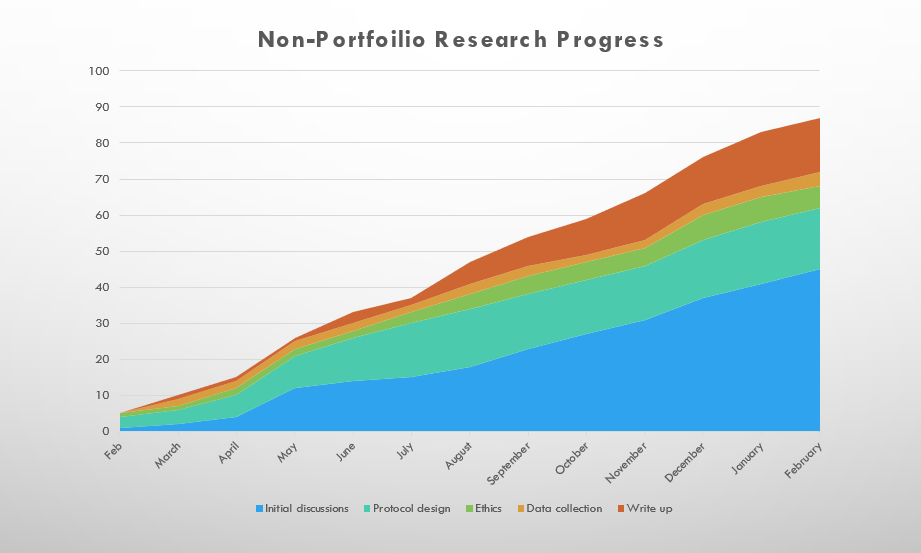 Non-Portfoilio Research Progress
100
90
80
70
60
50
40
30
20
10
0
Feb
March
April
May
June
July
August
September
October
November
December
January
February
Initial discussions
Protocol design
Ethics
Data collection
Write up